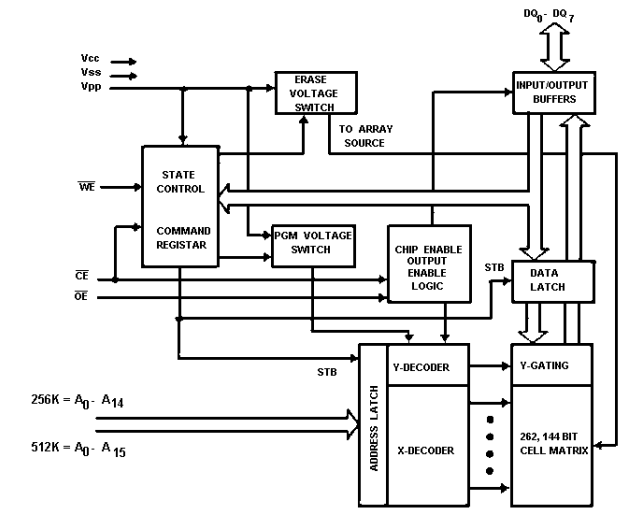 DQ0 - DQ7
Vcc
Vss
Vpp
ERASE
VOLTAGE
SWITCH
INPUT/OUTPUT
BUFFERS
TO ARRAY
SOURCE
STATE
CONTROL
COMMAND
REGISTAR
WE
PGM VOLTAGE
SWITCH
CHIP ENABLE
OUTPUT
ENABLE
LOGIC
CE
OE
STB
DATA
LATCH
STB
ADDRESS LATCH
Y-DECODER
Y-GATING
256K = A0 - A14
512K = A0 - A15
X-DECODER
262, 144 BIT
CELL MATRIX